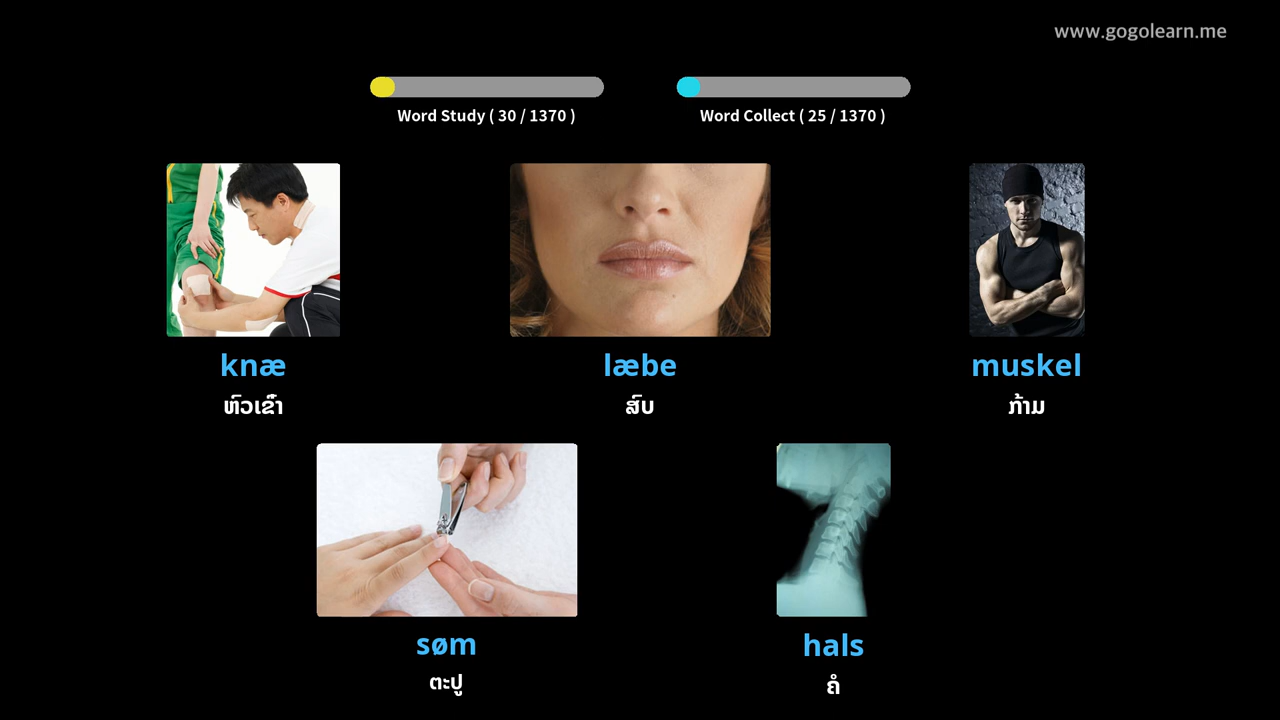 www.gogolearn.me
Word Study ( 30 / 1370 )
Word Collect ( 25 / 1370 )
knæ
ຫົວເຂົ່າ
læbe
ສົບ
muskel
ກ້າມ
søm
ຕະປູ
hals
ຄໍ